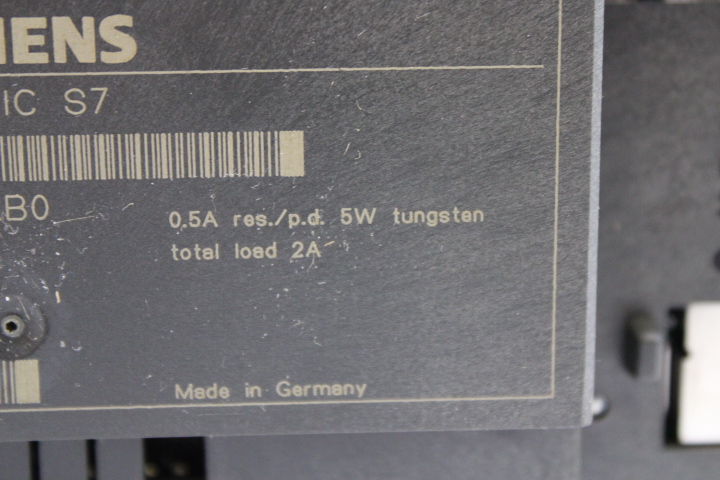 IENS
IC S7
B0
0.5A res./p.d. 5W tungsten
total load 2A
Made in Germany